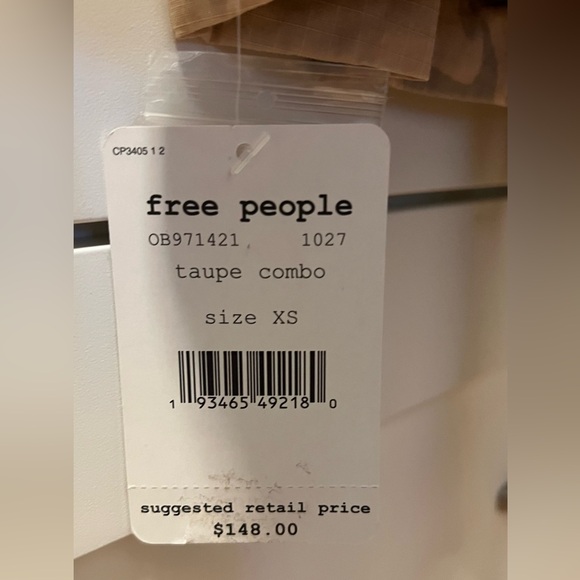 CP3405 1 2
free people
OB971421 1027
taupe combo
size XS
1 93465 49218 0
suggested retail price
$148.00